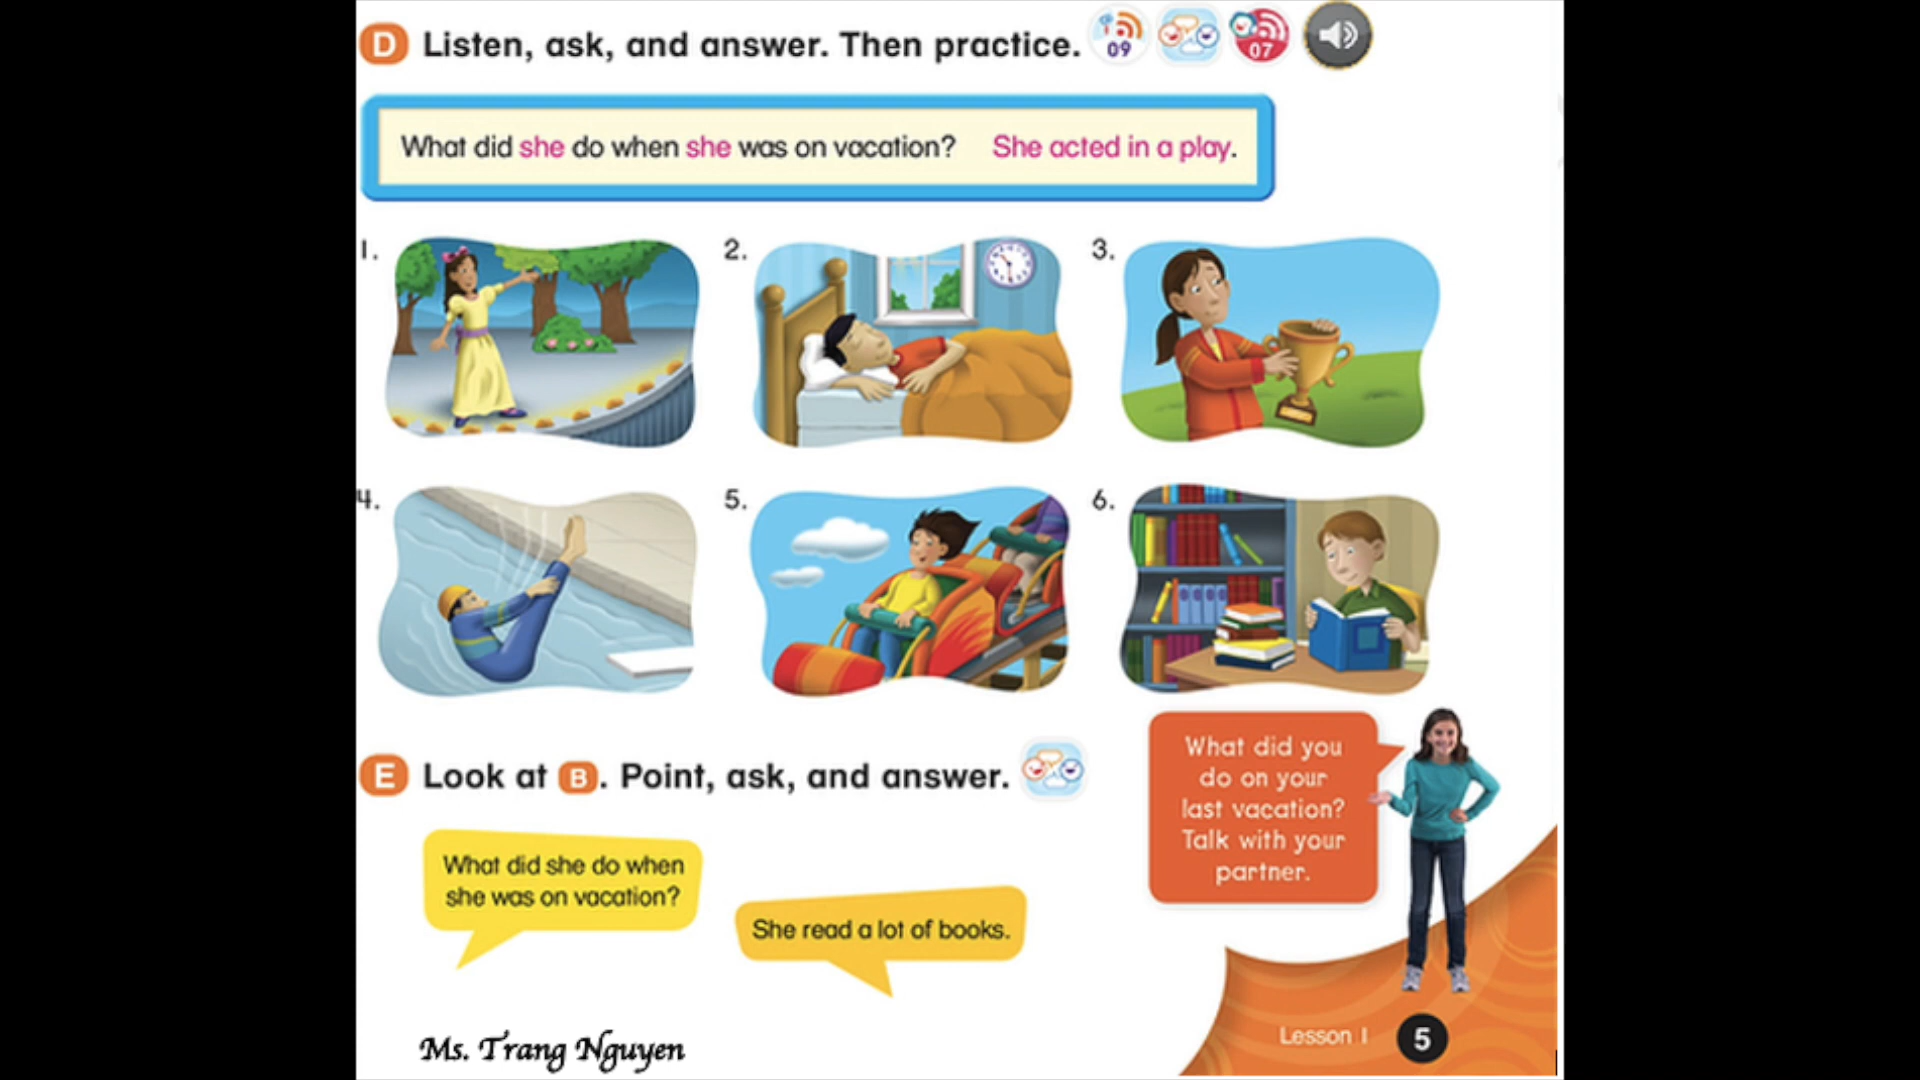 D Listen, ask, and answer. Then practice. 09 07
What did she do when she was on vacation? She acted in a play.
1. 2. 3.
4. 5. 6.
E Look at B. Point, ask, and answer.
What did she do when
she was on vacation?
She read a lot of books.
What did you
do on your
last vacation?
Talk with your
partner.
Ms. Trang Nguyen
Lesson 1 5